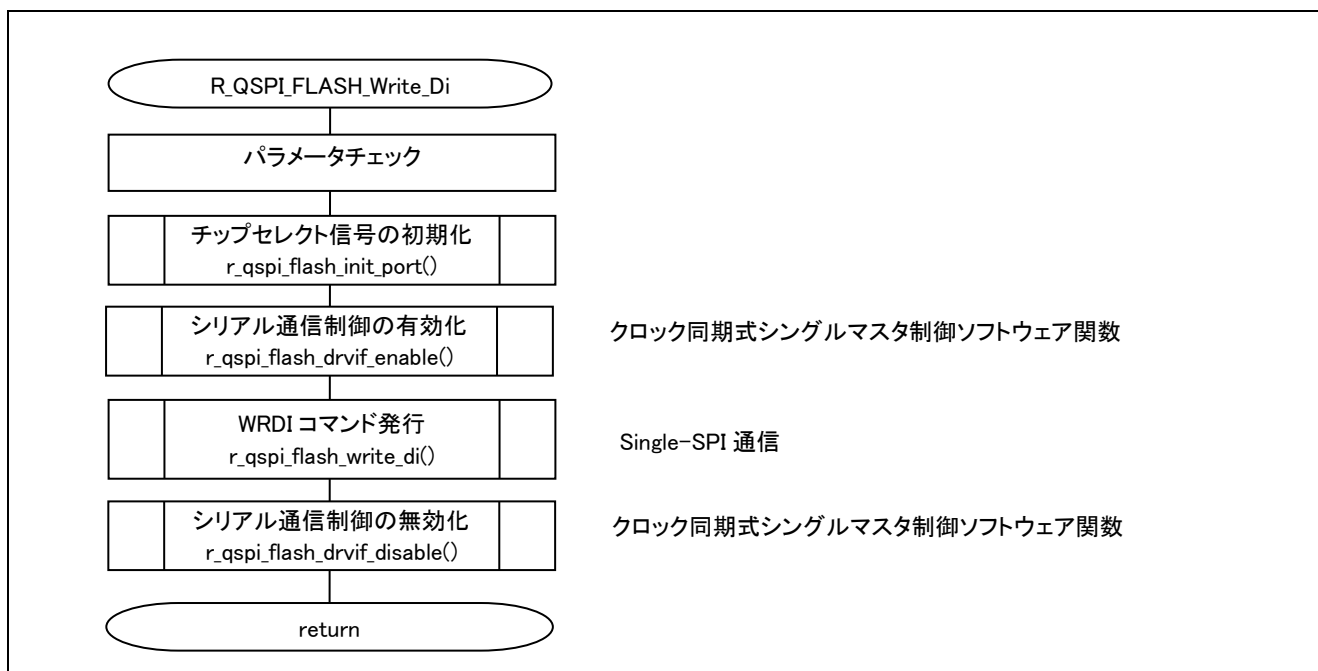 R_QSPI_FLASH_Write_Di
パラメータチェック
チップセレクト信号の初期化
r_qspi_flash_init_port()
シリアル通信制御の有効化
r_qspi_flash_drvif_enable()
クロック同期式シングルマスタ制御ソフトウェア関数
WRDI コマンド発行
r_qspi_flash_write_di()
Single-SPI 通信
シリアル通信制御の無効化
r_qspi_flash_drvif_disable()
クロック同期式シングルマスタ制御ソフトウェア関数
return